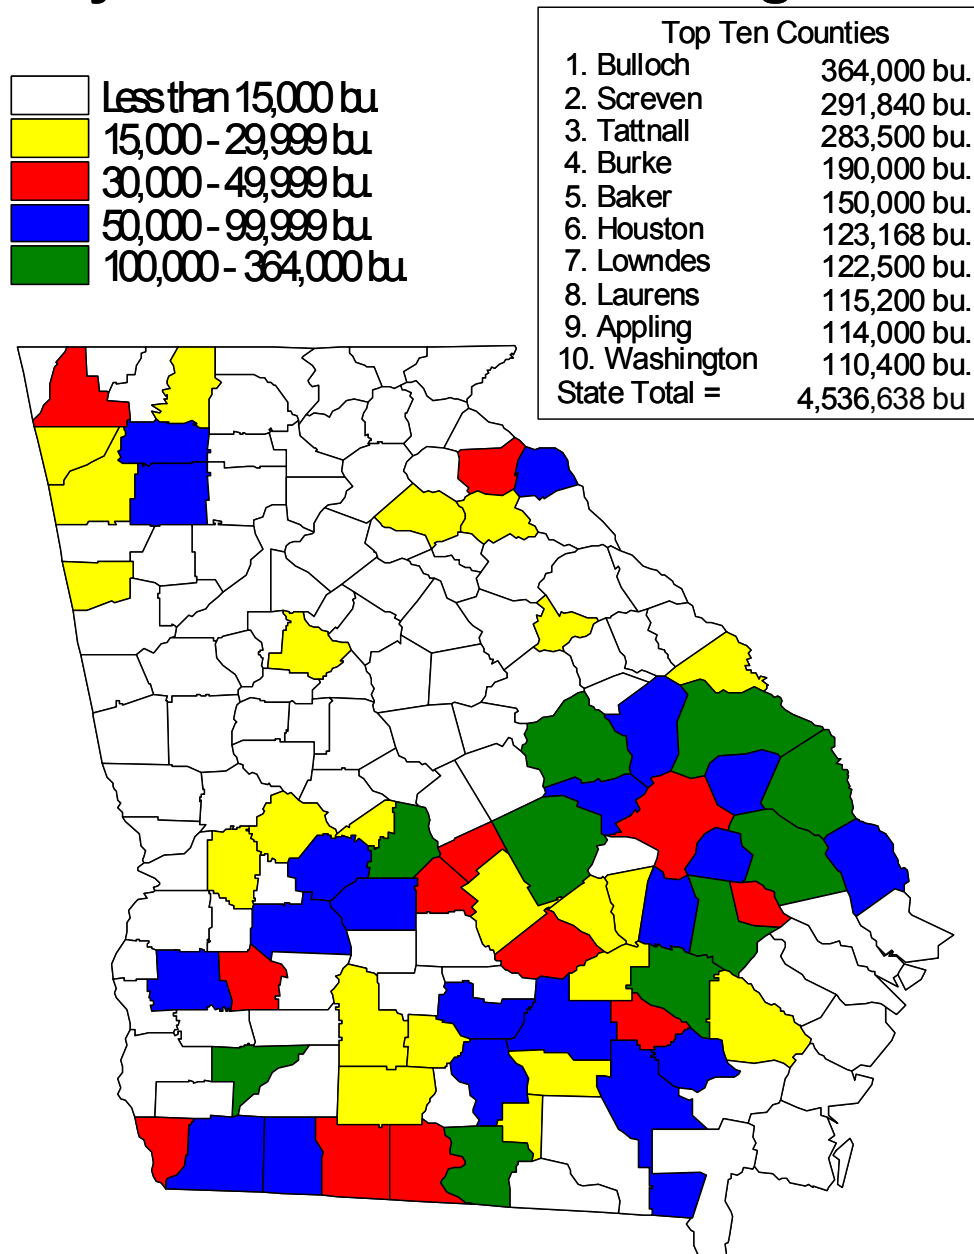 Less than 15,000 bu.
15,000 - 29,999 bu.
30,000 - 49,999 bu.
50,000 - 99,999 bu.
100,000 - 364,000 bu.
Top Ten Counties
1. Bulloch 364,000 bu.
2. Screven 291,840 bu.
3. Tattnall 283,500 bu.
4. Burke 190,000 bu.
5. Baker 150,000 bu.
6. Houston 123,168 bu.
7. Lowndes 122,500 bu.
8. Laurens 115,200 bu.
9. Appling 114,000 bu.
10. Washington 110,400 bu.
State Total = 4,536,638 bu